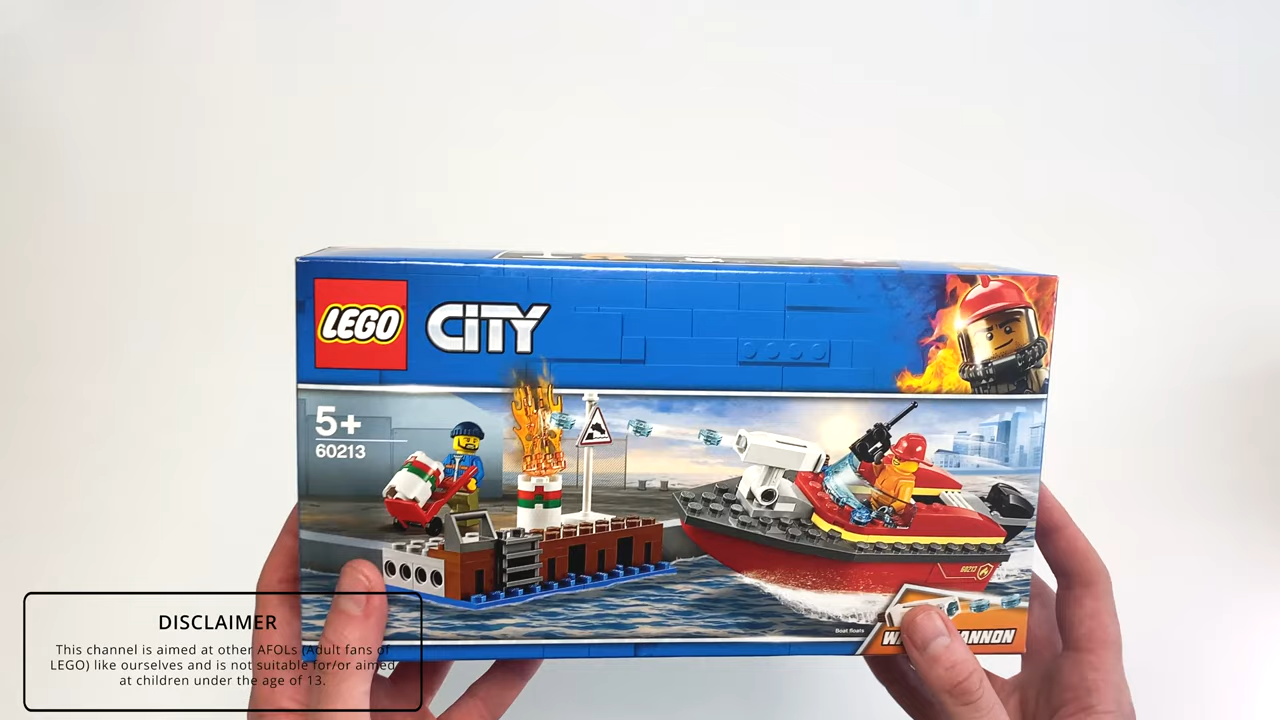 LEGO
CITY
5+
60213
60213
Boat floats
DISCLAIMER
This channel is aimed at other AFOLs (Adult fans of
LEGO) like ourselves and is not suitable for/or aimed
at children under the age of 13.